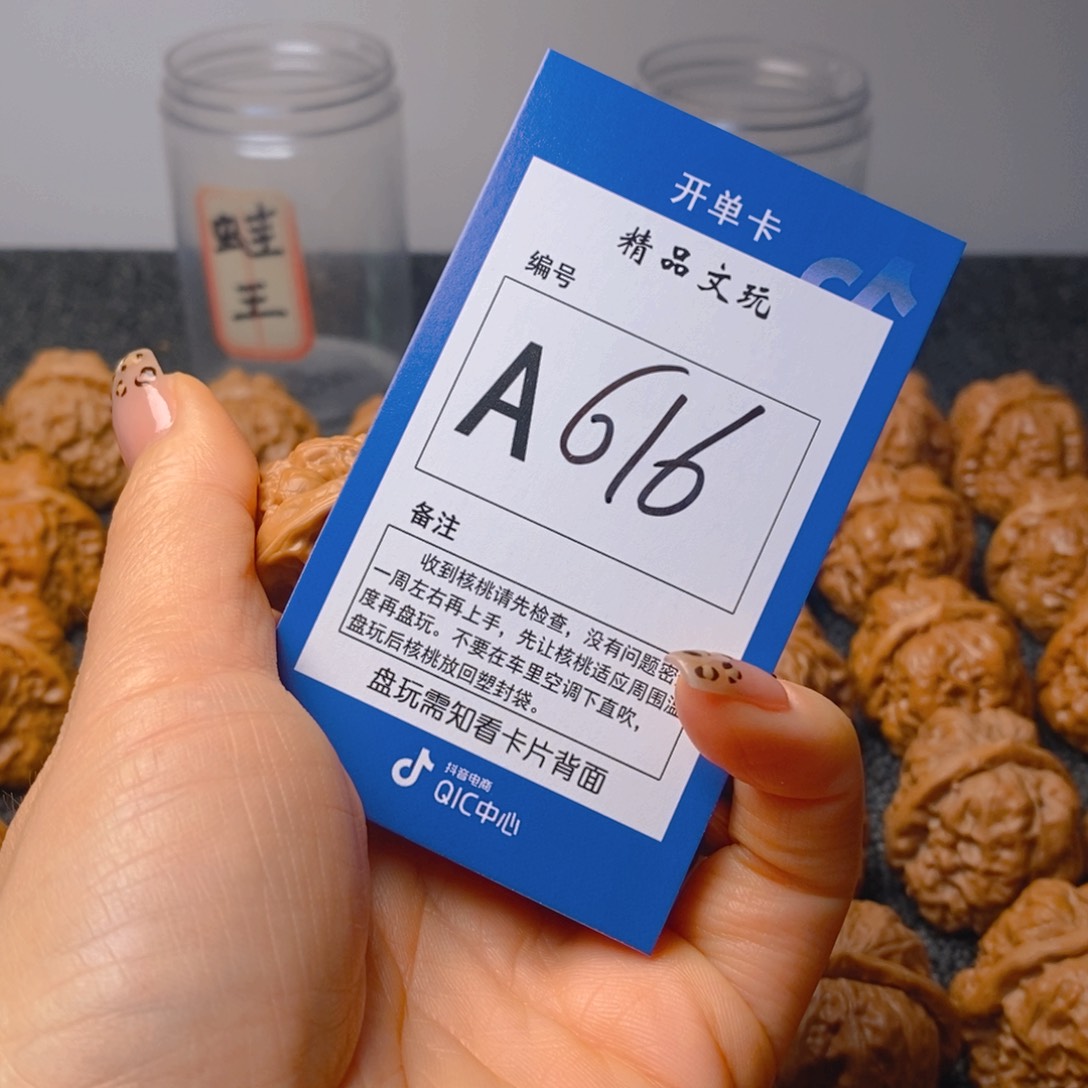 蛙王
开单卡
精品文玩
编号
A616
备注
收到核桃请先检查，没有问题密
一周左右再上手，先让核桃适应周围温
度再盘玩。不要在车里空调下直吹，
盘玩后核桃放回塑封袋。
盘玩需知看卡片背面
抖音电商
QIC中心